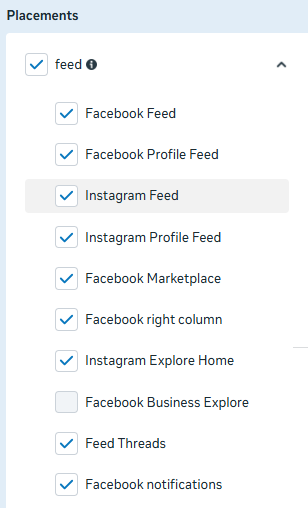 Placements
feed
Facebook Feed
Facebook Profile Feed
Instagram Feed
Instagram Profile Feed
Facebook Marketplace
Facebook right column
Instagram Explore Home
Facebook Business Explore
Feed Threads
Facebook notifications